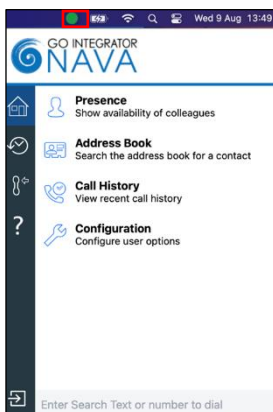 Wed 9 Aug 13:49
GO INTEGRATOR
NAVA
Presence
Show availability of colleagues
Address Book
Search the address book for a contact
Call History
View recent call history
?
Configuration
Configure user options
Enter Search Text or number to dial